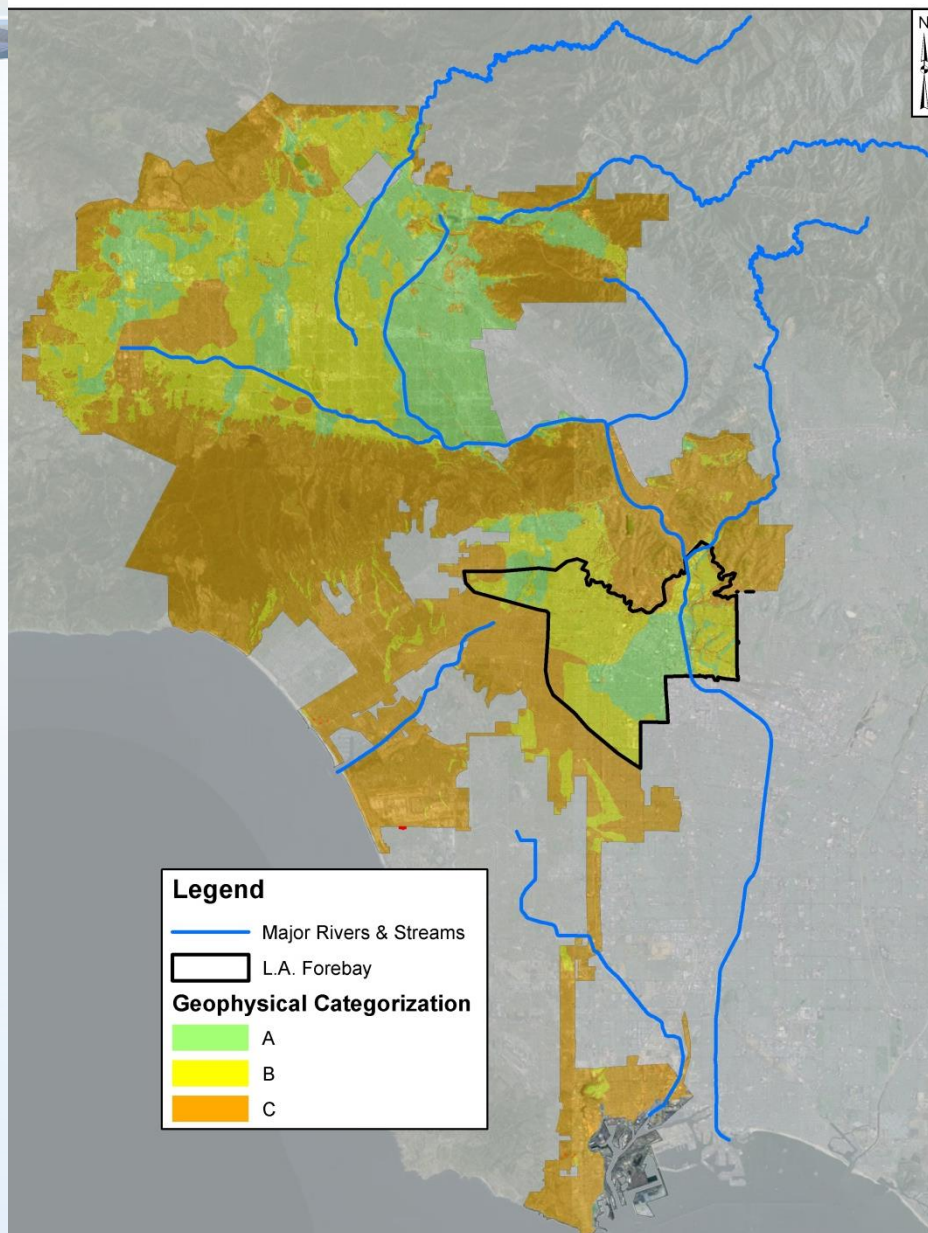 N
Legend
Major Rivers & Streams
L.A. Forebay
Geophysical Categorization
A
B
C